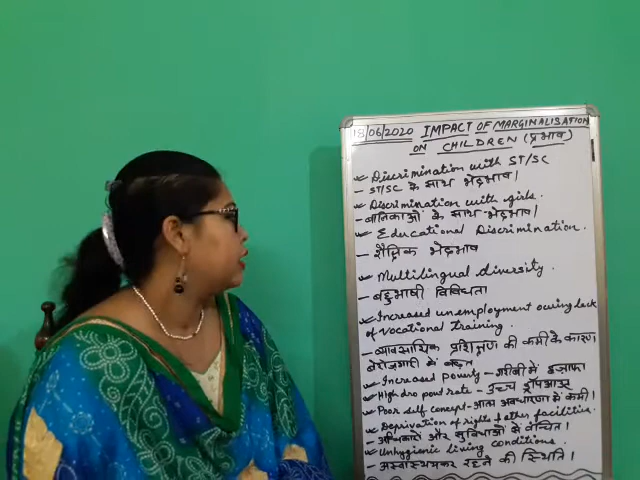 18/06/2020 IMPACT OF MARGINALISATION
ON CHILDREN (प्रभाव)
Discrimination with ST/SC
- ST/SC के साथ भेदभाव।
Discrimination with girls.
- बालिकाओं के साथ भेदभाव।
Educational Discrimination.
- शैक्षिक भेदभाव
Multilingual diversity.
- बहुभाषी विविधता
Increased unemployment owing lack
of vocational training.
- व्यावसायिक प्रशिक्षण की कमी के कारण
बेरोजगारी में
Increased poverty - गरीबी में इजाफा
High drop out rate - उच्च ड्रॉपआउट
Poor self concept - आत्म अवधारणा में कमी।
Deprivation of rights & other facilities.
- अधिकारों और सुविधाओं से वंचित।
Unhygienic living conditions.
- अस्वास्थ्यकर रहने की स्थिति।